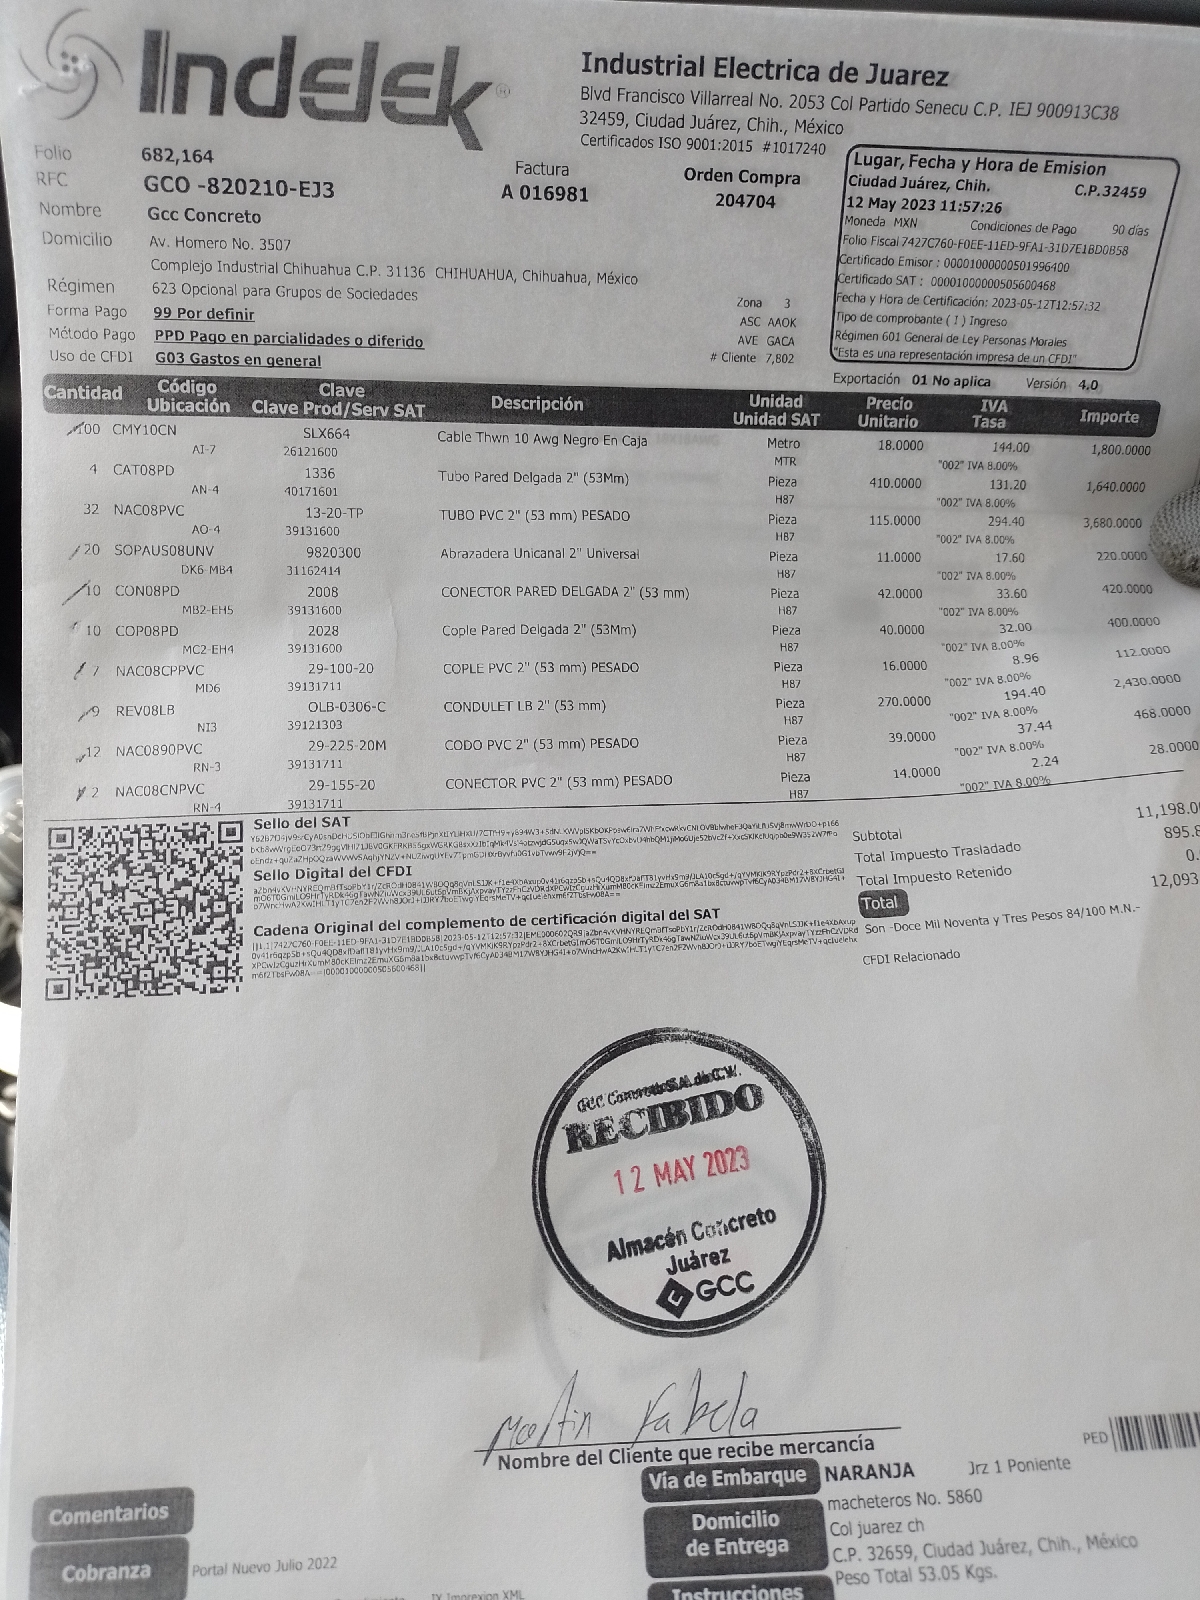 Indelek ®
Industrial Electrica de Juarez
Blvd Francisco Villarreal No. 2053 Col Partido Senecu C.P. IEJ 900913C38
32459, Ciudad Juárez, Chih., México
Certificados ISO 9001:2015 #1017240
Folio 682,164
RFC GCO -820210-EJ3
Nombre Gcc Concreto
Domicilio Av. Homero No. 3507
Complejo Industrial Chihuahua C.P. 31136 CHIHUAHUA, Chihuahua, México
Régimen 623 Opcional para Grupos de Sociedades
Forma Pago 99 Por definir
Método Pago PPD Pago en parcialidades o diferido
Uso de CFDI G03 Gastos en general
Factura
A 016981
Orden Compra
204704
Zona 3
ASC AAOK
AVE GACA
# Cliente 7,802
Lugar, Fecha y Hora de Emision
Ciudad Juárez, Chih. C.P.32459
12 May 2023 11:57:26
Moneda MXN Condiciones de Pago 90 días
Folio Fiscal 7427C760-F0EE-11ED-9FA1-31D7E1BD0B58
Certificado Emisor : 00001000000501996400
Certificado SAT : 00001000000505600468
Fecha y Hora de Certificación: 2023-05-12T12:57:32
Tipo de comprobante ( I ) Ingreso
Régimen 601 General de Ley Personas Morales
"Esta es una representación impresa de un CFDI"
Exportación 01 No aplica Versión 4.0
Cantidad Código Ubicación Clave Clave Prod/Serv SAT Descripción Unidad Unidad SAT Precio Unitario IVA Tasa Importe
100 CMY10CN SLX664 Cable Thwn 10 Awg Negro En Caja Metro 18.0000 144.00 1,800.0000
AI-7 26121600 MTR "002" IVA 8.00%
4 CAT08PD 1336 Tubo Pared Delgada 2" (53Mm) Pieza 410.0000 131.20 1,640.0000
AN-4 40171601 H87 "002" IVA 8.00%
32 NAC08PVC 13-20-TP TUBO PVC 2" (53 mm) PESADO Pieza 115.0000 294.40 3,680.0000
AO-4 39131600 H87 "002" IVA 8.00%
20 SOPAUS08UNV 9820300 Abrazadera Unicanal 2" Universal Pieza 11.0000 17.60 220.0000
DK6-MB4 31162414 H87 "002" IVA 8.00%
10 CON08PD 2008 CONECTOR PARED DELGADA 2" (53 mm) Pieza 42.0000 33.60 420.0000
MB2-EH5 39131600 H87 "002" IVA 8.00%
10 COP08PD 2028 Cople Pared Delgada 2" (53Mm) Pieza 40.0000 32.00 400.0000
MC2-EH4 39131600 H87 "002" IVA 8.00%
7 NAC08CPPVC 29-100-20 COPLE PVC 2" (53 mm) PESADO Pieza 16.0000 8.96 112.0000
MD6 39131711 H87 "002" IVA 8.00%
9 REV08LB OLB-0306-C CONDULET LB 2" (53 mm) Pieza 270.0000 194.40 2,430.0000
NI3 39121303 H87 "002" IVA 8.00%
12 NAC0890PVC 29-225-20M CODO PVC 2" (53 mm) PESADO Pieza 39.0000 37.44 468.0000
RN-3 39131711 H87 "002" IVA 8.00%
2 NAC08CNPVC 29-155-20 CONECTOR PVC 2" (53 mm) PESADO Pieza 14.0000 2.24 28.0000
RN-4 39131711 H87 "002" IVA 8.00%
Sello del SAT
Sello Digital del CFDI
Cadena Original del complemento de certificación digital del SAT
Subtotal 11,198.0
Total Impuesto Trasladado 895.8
Total Impuesto Retenido 0.
Total 12,093
Son -Doce Mil Noventa y Tres Pesos 84/100 M.N.-
CFDI Relacionado
GCC Concreto S.A. de C.V.
RECIBIDO
12 MAY 2023
Almacén Concreto
Juárez
GCC
Martin Fabela
Nombre del Cliente que recibe mercancía
PED
Vía de Embarque NARANJA Jrz 1 Poniente
Domicilio de Entrega macheteros No. 5860
Col juarez ch
C.P. 32659, Ciudad Juárez, Chih., México
Peso Total 53.05 Kgs.
Instrucciones
Comentarios
Cobranza Portal Nuevo Julio 2022